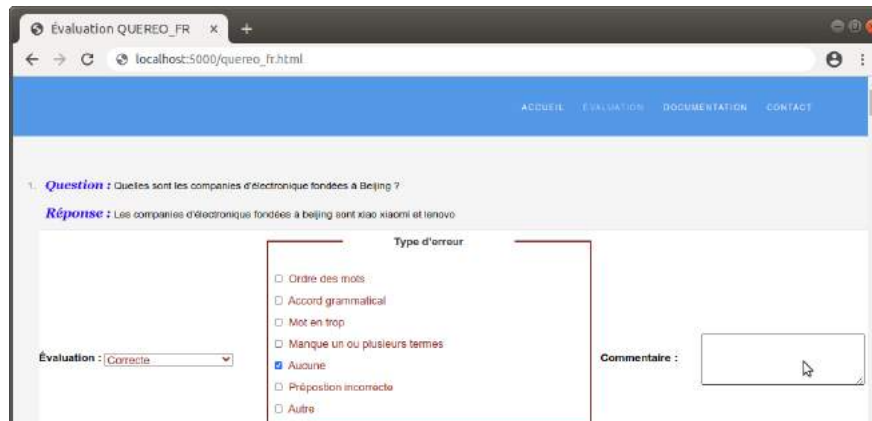 Évaluation QUEREO_FR × +
localhost:5000/quereo_fr.html
ACCUEIL ÉVALUATION DOCUMENTATION CONTACT
1. Question : Quelles sont les companies d'électronique fondées à Beijing ?
Réponse : Les companies d'électronique fondées à beijing sont xiao xiaomi et lenovo
Type d'erreur
Ordre des mots
Accord grammatical
Mot en trop
Manque un ou plusieurs termes
Évaluation : Correcte
Aucune
Commentaire :
Prépostion incorrecte
Autre